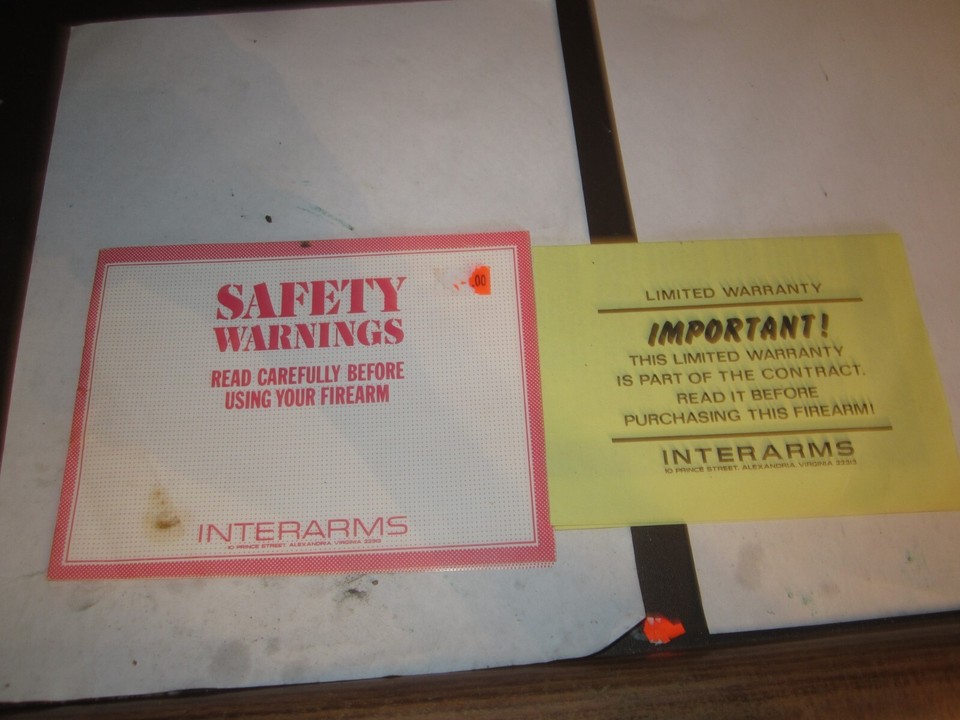 SAFETY
WARNINGS
READ CAREFULLY BEFORE
USING YOUR FIREARM
INTERARMS
10 PRINCE STREET, ALEXANDRIA, VIRGINIA 22313
.00
LIMITED WARRANTY
IMPORTANT!
THIS LIMITED WARRANTY
IS PART OF THE CONTRACT.
READ IT BEFORE
PURCHASING THIS FIREARM!
INTERARMS
10 PRINCE STREET, ALEXANDRIA, VIRGINIA 22313